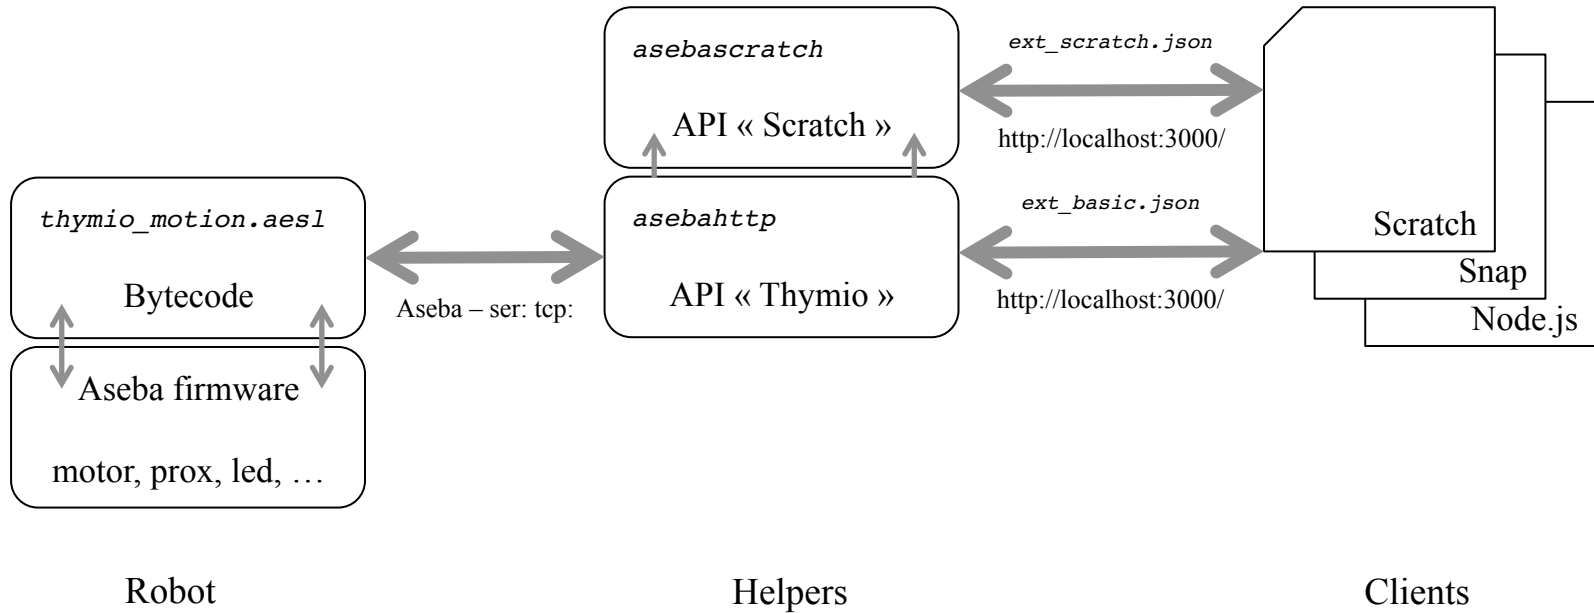 asebascratch
API « Scratch »
ext_scratch.json
http://localhost:3000/
thymio_motion.aesl
Bytecode
Aseba – ser: tcp:
asebahttp
API « Thymio »
ext_basic.json
http://localhost:3000/
Scratch
Snap
Node.js
Aseba firmware
motor, prox, led, …
Robot
Helpers
Clients